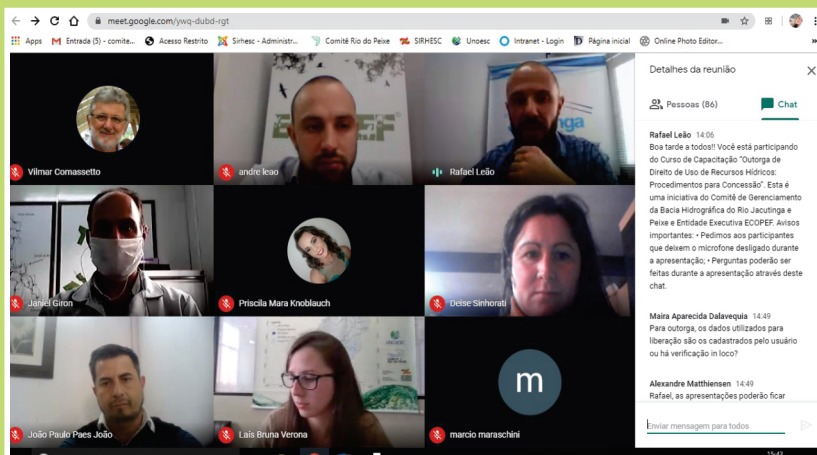 meet.google.com/ywq-dubd-rgt
Apps Entrada (5) - comite... Acesso Restrito Sirhesc - Administr... Comitê Rio do Peixe SIRHESC Unoesc Intranet - Login Página inicial Online Photo Editor... »
Detalhes da reunião
Pessoas (86) Chat
Vilmar Comassetto
andre leao
Rafael Leão
Janiel Giron
Priscila Mara Knoblauch
Deise Sinhorati
João Paulo Paes João
Laís Bruna Verona
m
marcio maraschini
Rafael Leão 14:06
Boa tarde a todos!! Você está participando
do Curso de Capacitação "Outorga de
Direito de Uso de Recursos Hídricos:
Procedimentos para Concessão". Esta é
uma iniciativa do Comitê de Gerenciamento
da Bacia Hidrográfica do Rio Jacutinga e
Peixe e Entidade Executiva ECOPEF. Avisos
importantes: • Pedimos aos participantes
que deixem o microfone desligado durante
a apresentação; • Perguntas poderão ser
feitas durante a apresentação através deste
chat.
Maira Aparecida Dalavequia 14:49
Para outorga, os dados utilizados para
liberação são os cadastrados pelo usuário
ou há verificação in loco?
Alexandre Matthiensen 14:49
Rafael, as apresentações poderão ficar
Enviar mensagem para todos
15:43